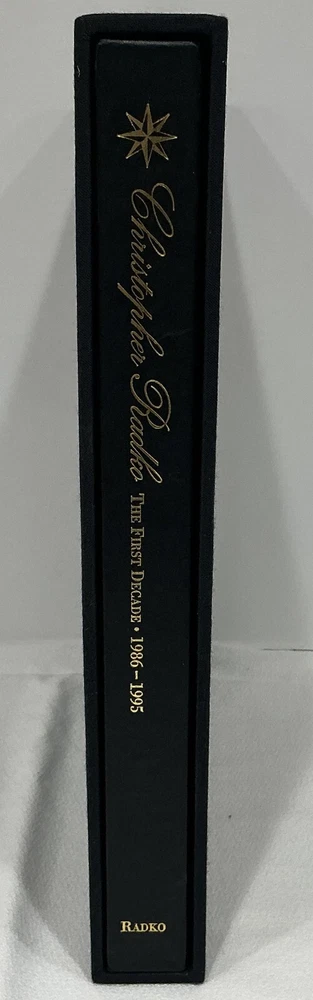 Christopher Radko THE FIRST DECADE • 1986 – 1995
RADKO